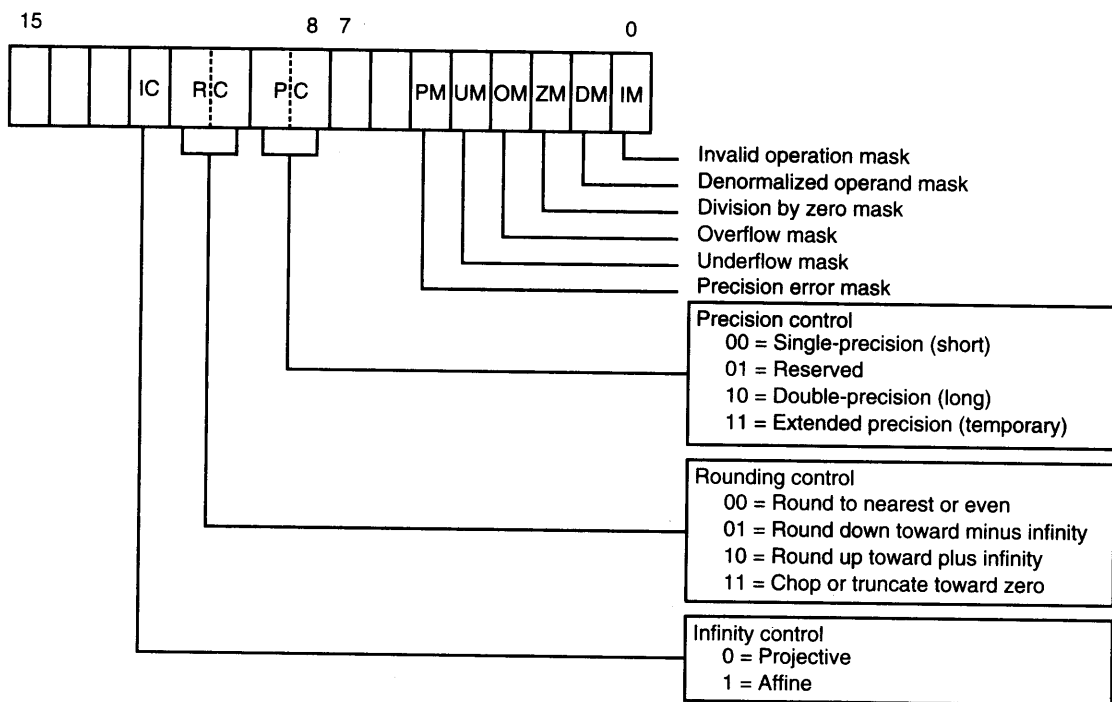 15 8 7 0
IC RC PC PM UM OM ZM DM IM
Invalid operation mask
Denormalized operand mask
Division by zero mask
Overflow mask
Underflow mask
Precision error mask
Precision control
00 = Single-precision (short)
01 = Reserved
10 = Double-precision (long)
11 = Extended precision (temporary)
Rounding control
00 = Round to nearest or even
01 = Round down toward minus infinity
10 = Round up toward plus infinity
11 = Chop or truncate toward zero
Infinity control
0 = Projective
1 = Affine